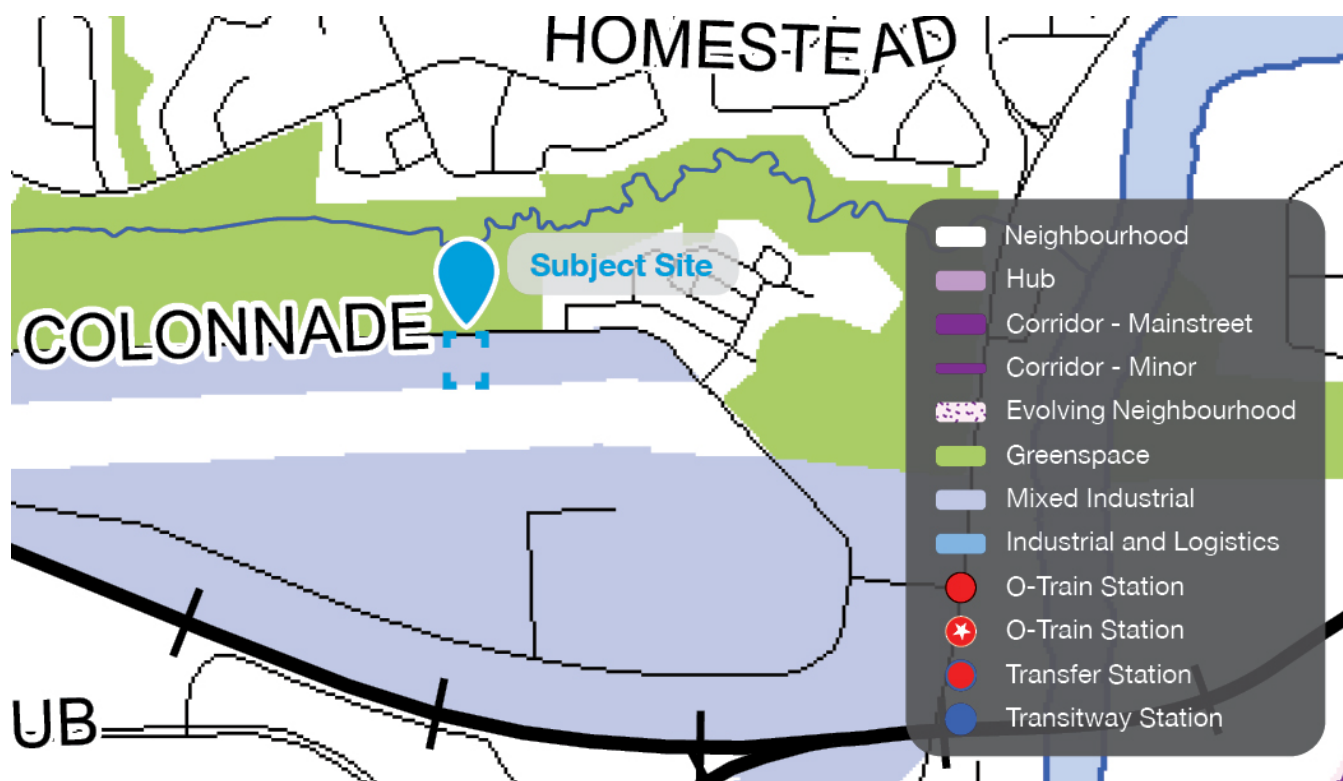 HOMESTEAD
Subject Site
COLONNADE
UB
Neighbourhood
Hub
Corridor - Mainstreet
Corridor - Minor
Evolving Neighbourhood
Greenspace
Mixed Industrial
Industrial and Logistics
O-Train Station
O-Train Station
Transfer Station
Transitway Station